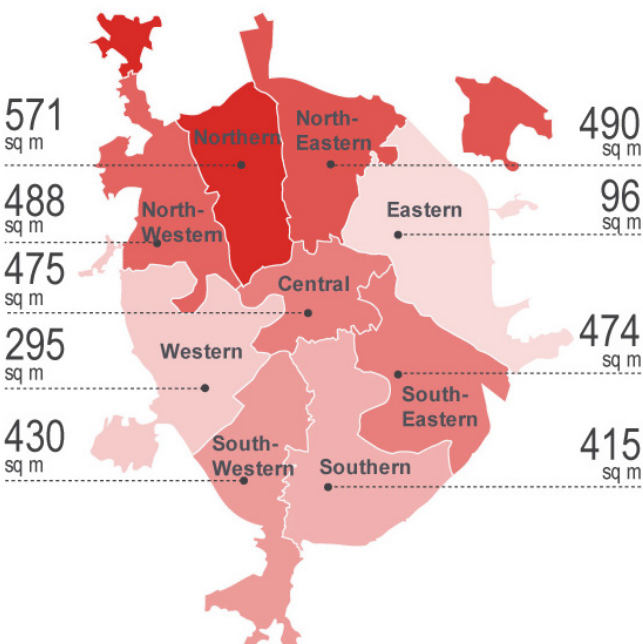 571
sq m
Northern
North-
Eastern
490
sq m
488
sq m
North-
Western
Eastern
96
sq m
475
sq m
Central
295
sq m
Western
474
sq m
South-
Eastern
430
sq m
South-
Western
Southern
415
sq m